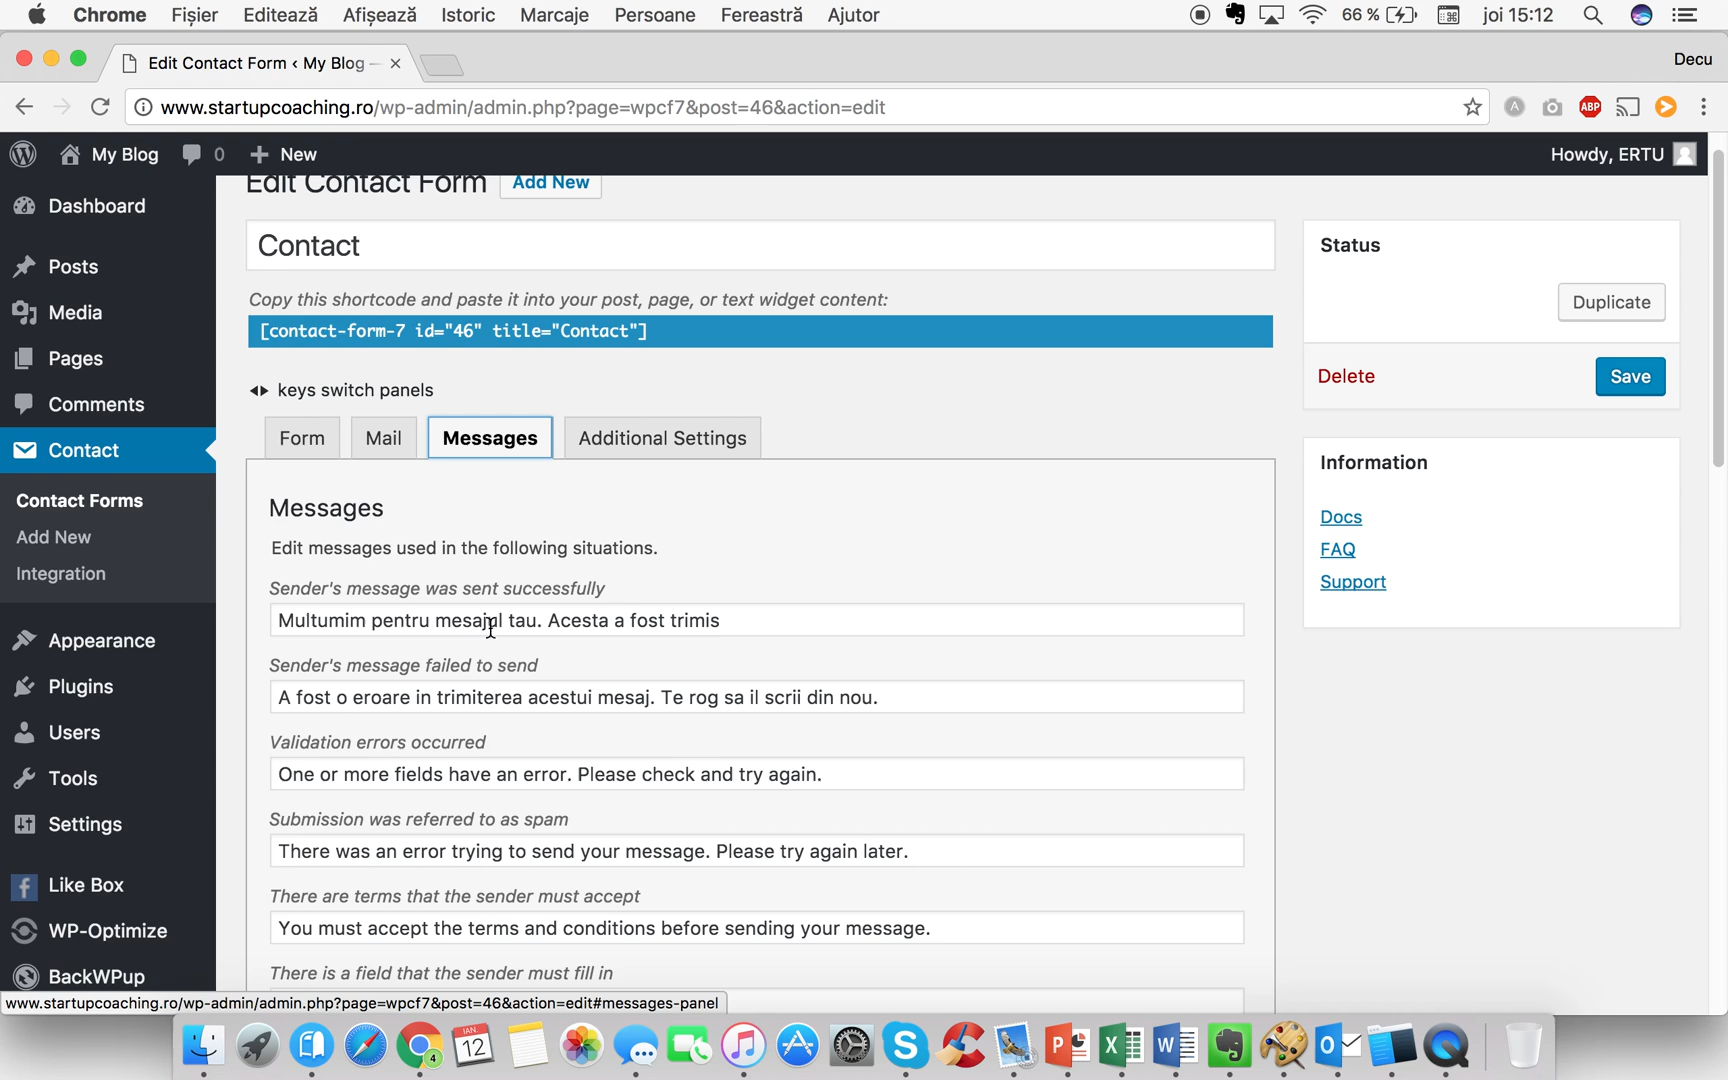 Chrome Fișier Editează Afișează Istoric Marcaje Persoane Fereastră Ajutor 66 % joi 15:12
Edit Contact Form ‹ My Blog — Decu
www.startupcoaching.ro/wp-admin/admin.php?page=wpcf7&post=46&action=edit A ABP
My Blog 0 New Howdy, ERTU
Edit Contact Form Add New
Dashboard
Posts
Media
Pages
Comments
Contact
Contact Forms
Add New
Integration
Appearance
Plugins
Users
Tools
Settings
Like Box
WP-Optimize
BackWPup
Contact
Copy this shortcode and paste it into your post, page, or text widget content:
[contact-form-7 id="46" title="Contact"]
keys switch panels
Form Mail Messages Additional Settings
Messages
Edit messages used in the following situations.
Sender's message was sent successfully
Multumim pentru mesajul tau. Acesta a fost trimis
Sender's message failed to send
A fost o eroare in trimiterea acestui mesaj. Te rog sa il scrii din nou.
Validation errors occurred
One or more fields have an error. Please check and try again.
Submission was referred to as spam
There was an error trying to send your message. Please try again later.
There are terms that the sender must accept
You must accept the terms and conditions before sending your message.
There is a field that the sender must fill in
Status
Duplicate
Delete Save
Information
Docs
FAQ
Support
www.startupcoaching.ro/wp-admin/admin.php?page=wpcf7&post=46&action=edit#messages-panel
4 IAN. 12 P X W O